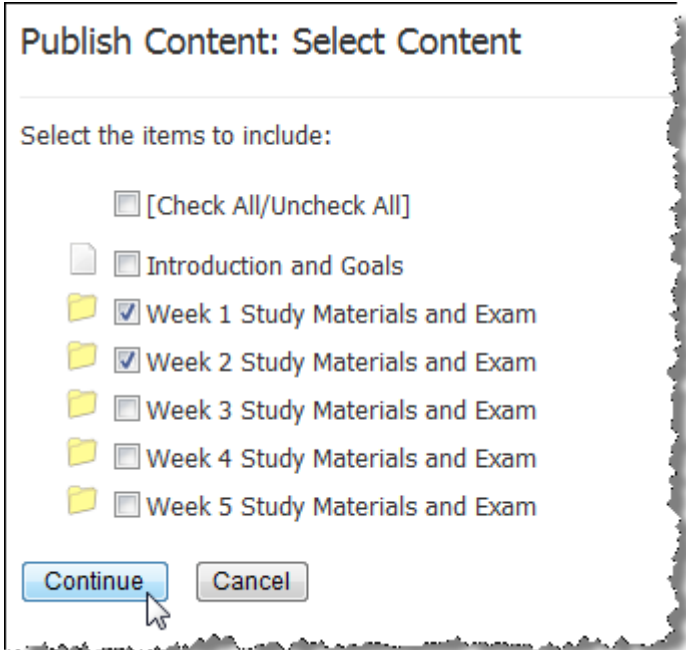 Publish Content: Select Content
Select the items to include:
[Check All/Uncheck All]
Introduction and Goals
Week 1 Study Materials and Exam
Week 2 Study Materials and Exam
Week 3 Study Materials and Exam
Week 4 Study Materials and Exam
Week 5 Study Materials and Exam
Continue Cancel